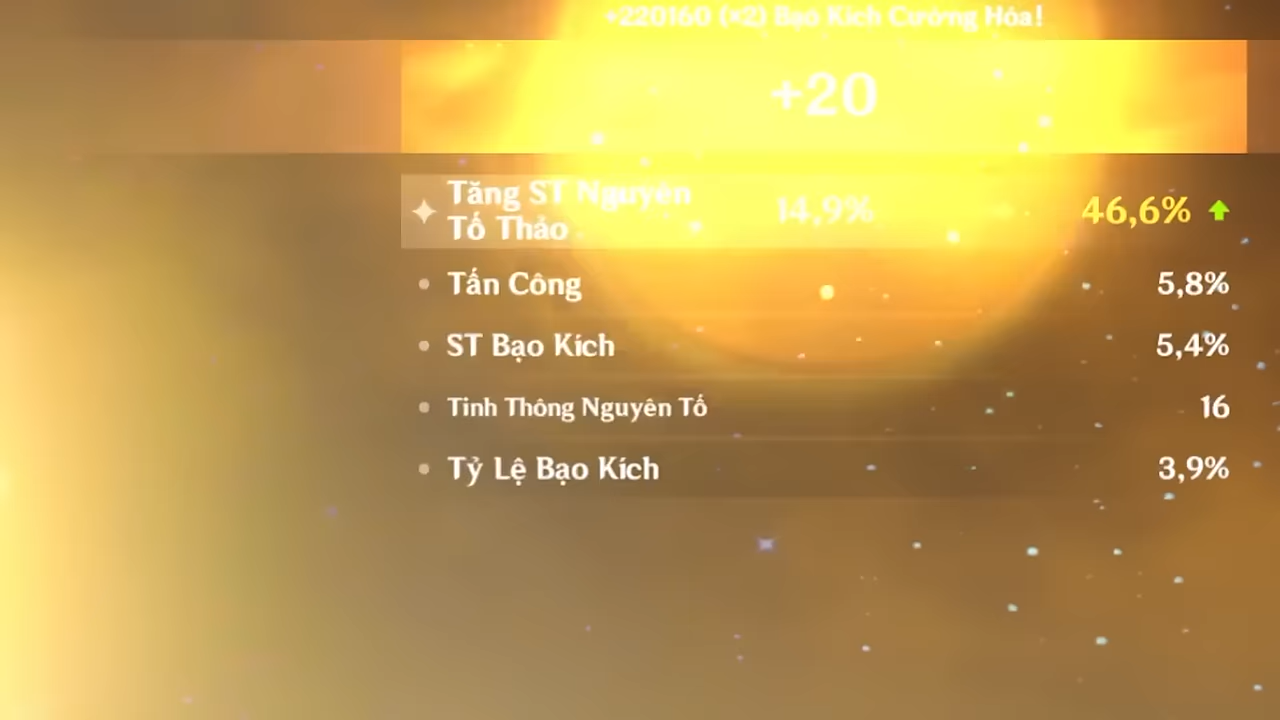 +220160 (×2) Bạo Kích Cường Hóa!
+20
Tăng ST Nguyên
Tố Thảo 14,9% 46,6%
Tấn Công 5,8%
ST Bạo Kích 5,4%
Tinh Thông Nguyên Tố 16
Tỷ Lệ Bạo Kích 3,9%